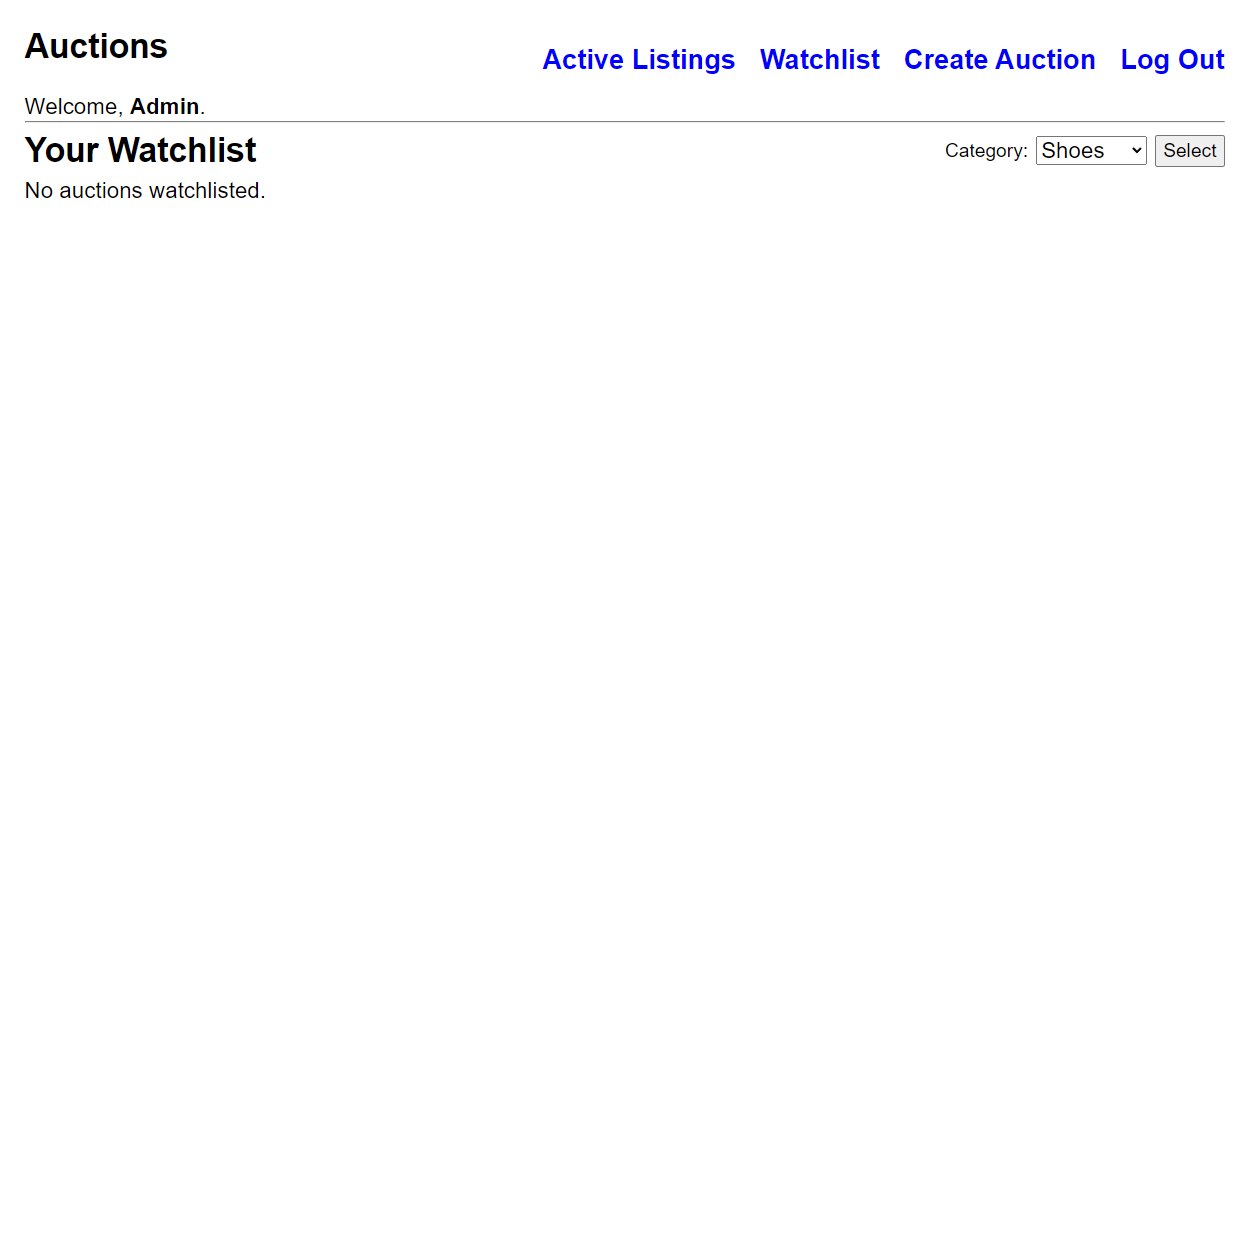 Auctions
Active Listings Watchlist Create Auction Log Out
Welcome, Admin.
Your Watchlist
Category: Shoes Select
No auctions watchlisted.